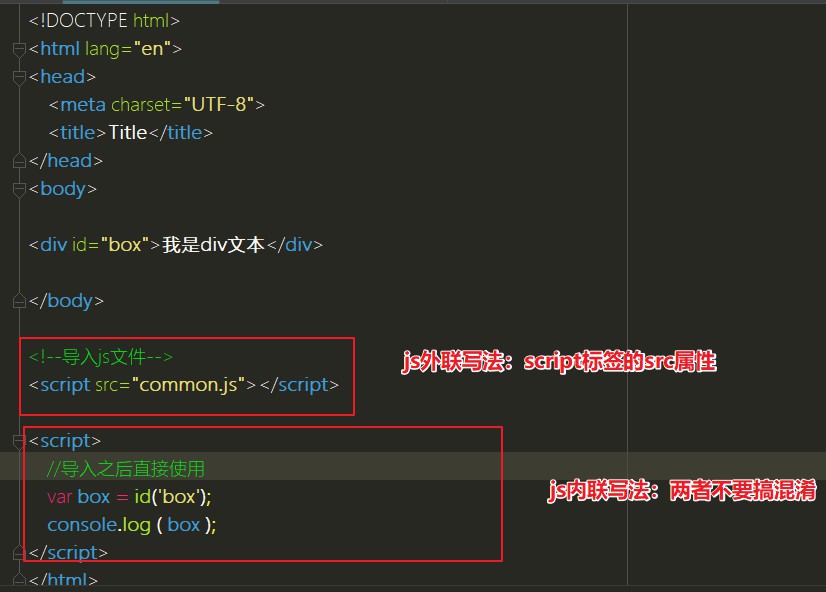 <!DOCTYPE html>
<html lang="en">
<head>
<meta charset="UTF-8">
<title>Title</title>
</head>
<body>
<div id="box">我是div文本</div>
</body>
<!--导入js文件-->
js外联写法：script标签的src属性
<script src="common.js"></script>
<script>
//导入之后直接使用
var box = id('box');
js内联写法：两者不要搞混淆
console.log ( box );
</script>
</html>